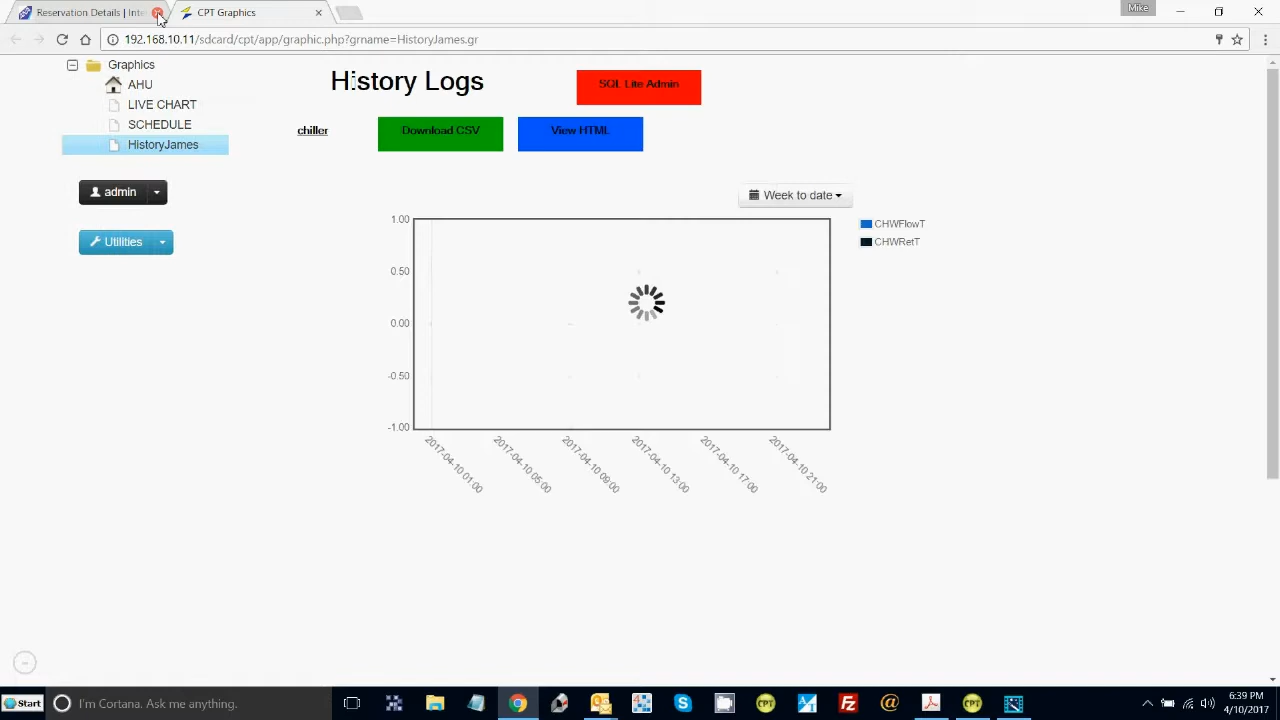 Reservation Details | Inte
CPT Graphics
Mike
192.168.10.11/sdcard/cpt/app/graphic.php?grname=HistoryJames.gr
Graphics
AHU
LIVE CHART
SCHEDULE
HistoryJames
admin
Utilities
History Logs
SQL Lite Admin
chiller
Download CSV
View HTML
Week to date
1.00
0.50
0.00
-0.50
-1.00
2017-04-10 01:00
2017-04-10 05:00
2017-04-10 09:00
2017-04-10 13:00
2017-04-10 17:00
2017-04-10 21:00
CHWFlowT
CHWRetT
Start
I'm Cortana. Ask me anything.
CPT
CPT
6:39 PM
4/10/2017